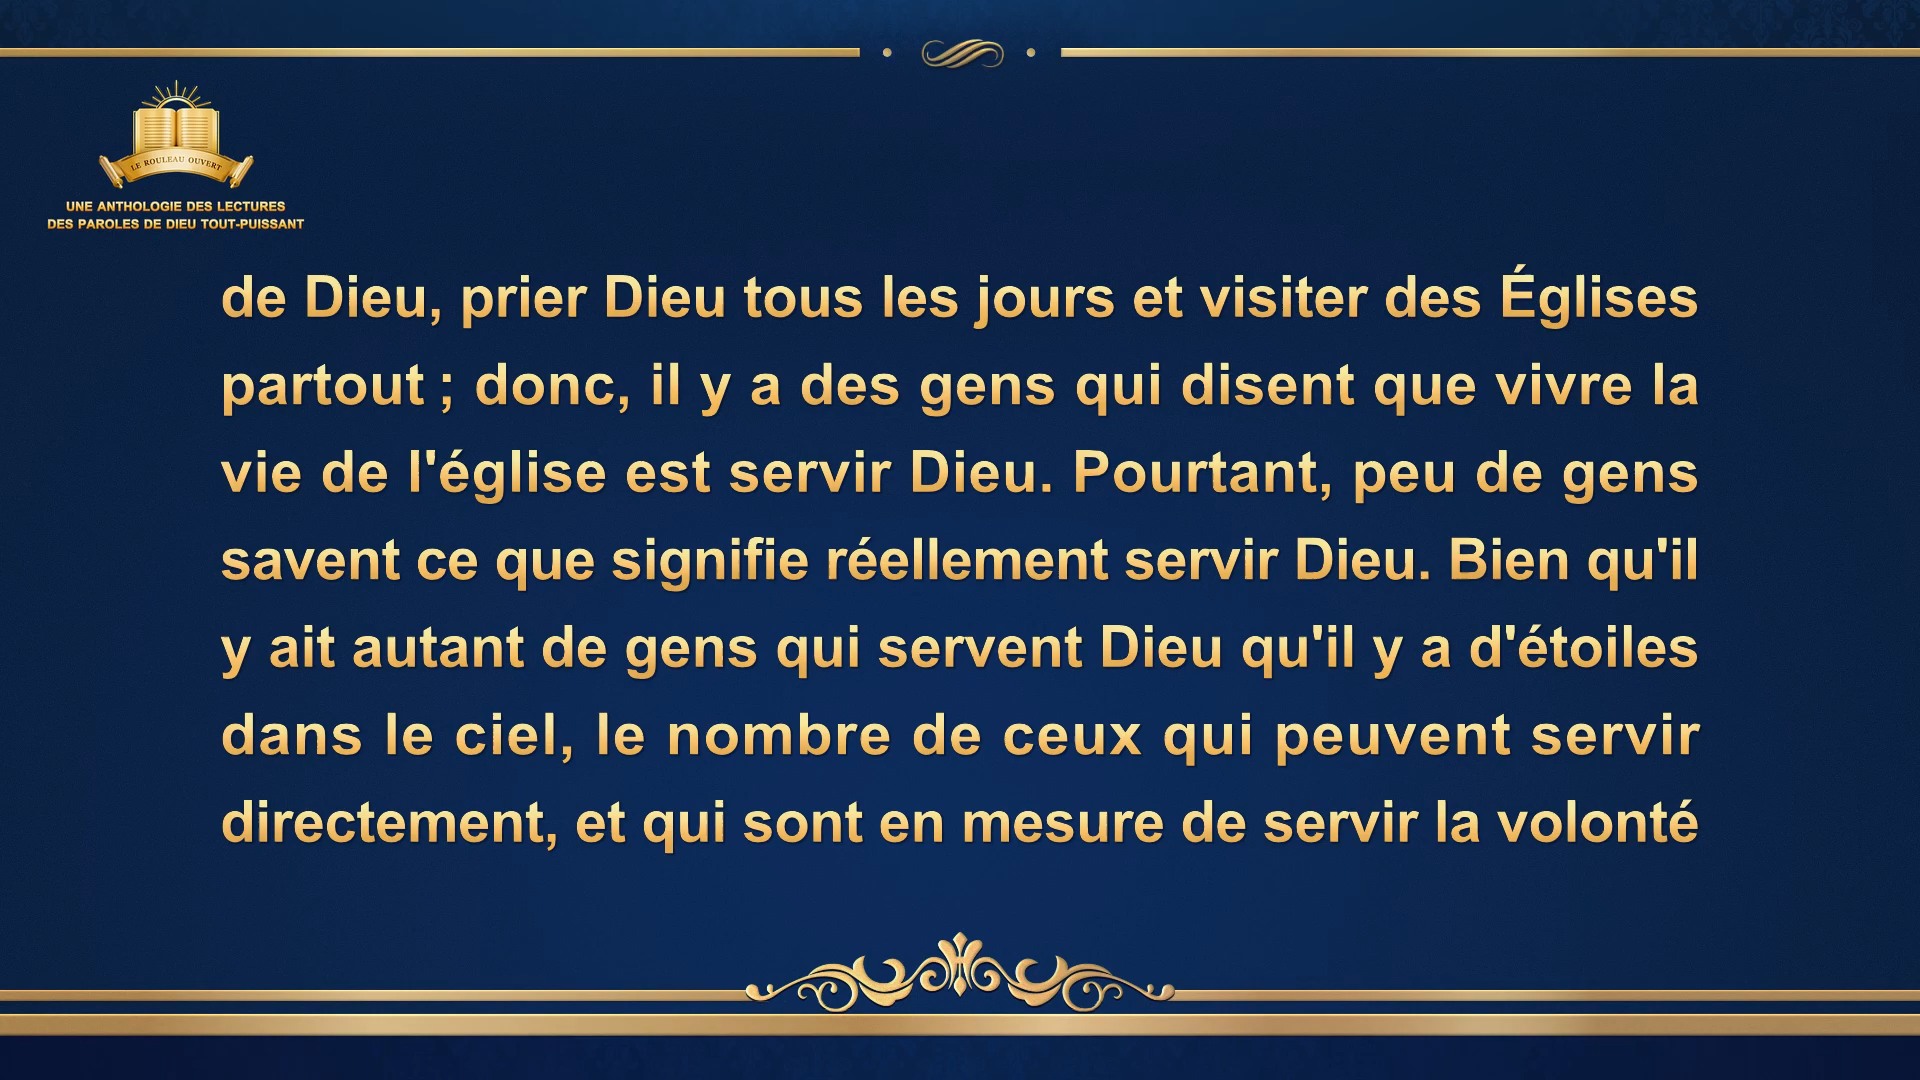 LE ROULEAU OUVERT
UNE ANTHOLOGIE DES LECTURES
DES PAROLES DE DIEU TOUT-PUISSANT
de Dieu, prier Dieu tous les jours et visiter des Églises
partout ; donc, il y a des gens qui disent que vivre la
vie de l'église est servir Dieu. Pourtant, peu de gens
savent ce que signifie réellement servir Dieu. Bien qu'il
y ait autant de gens qui servent Dieu qu'il y a d'étoiles
dans le ciel, le nombre de ceux qui peuvent servir
directement, et qui sont en mesure de servir la volonté